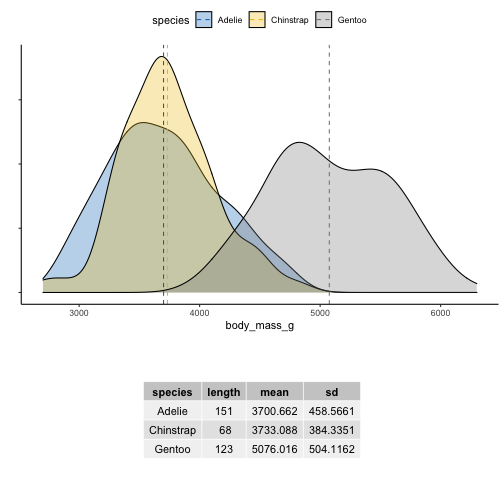 species Adelie Chinstrap Gentoo
3000 4000 5000 6000
body_mass_g
species length mean sd
Adelie 151 3700.662 458.5661
Chinstrap 68 3733.088 384.3351
Gentoo 123 5076.016 504.1162